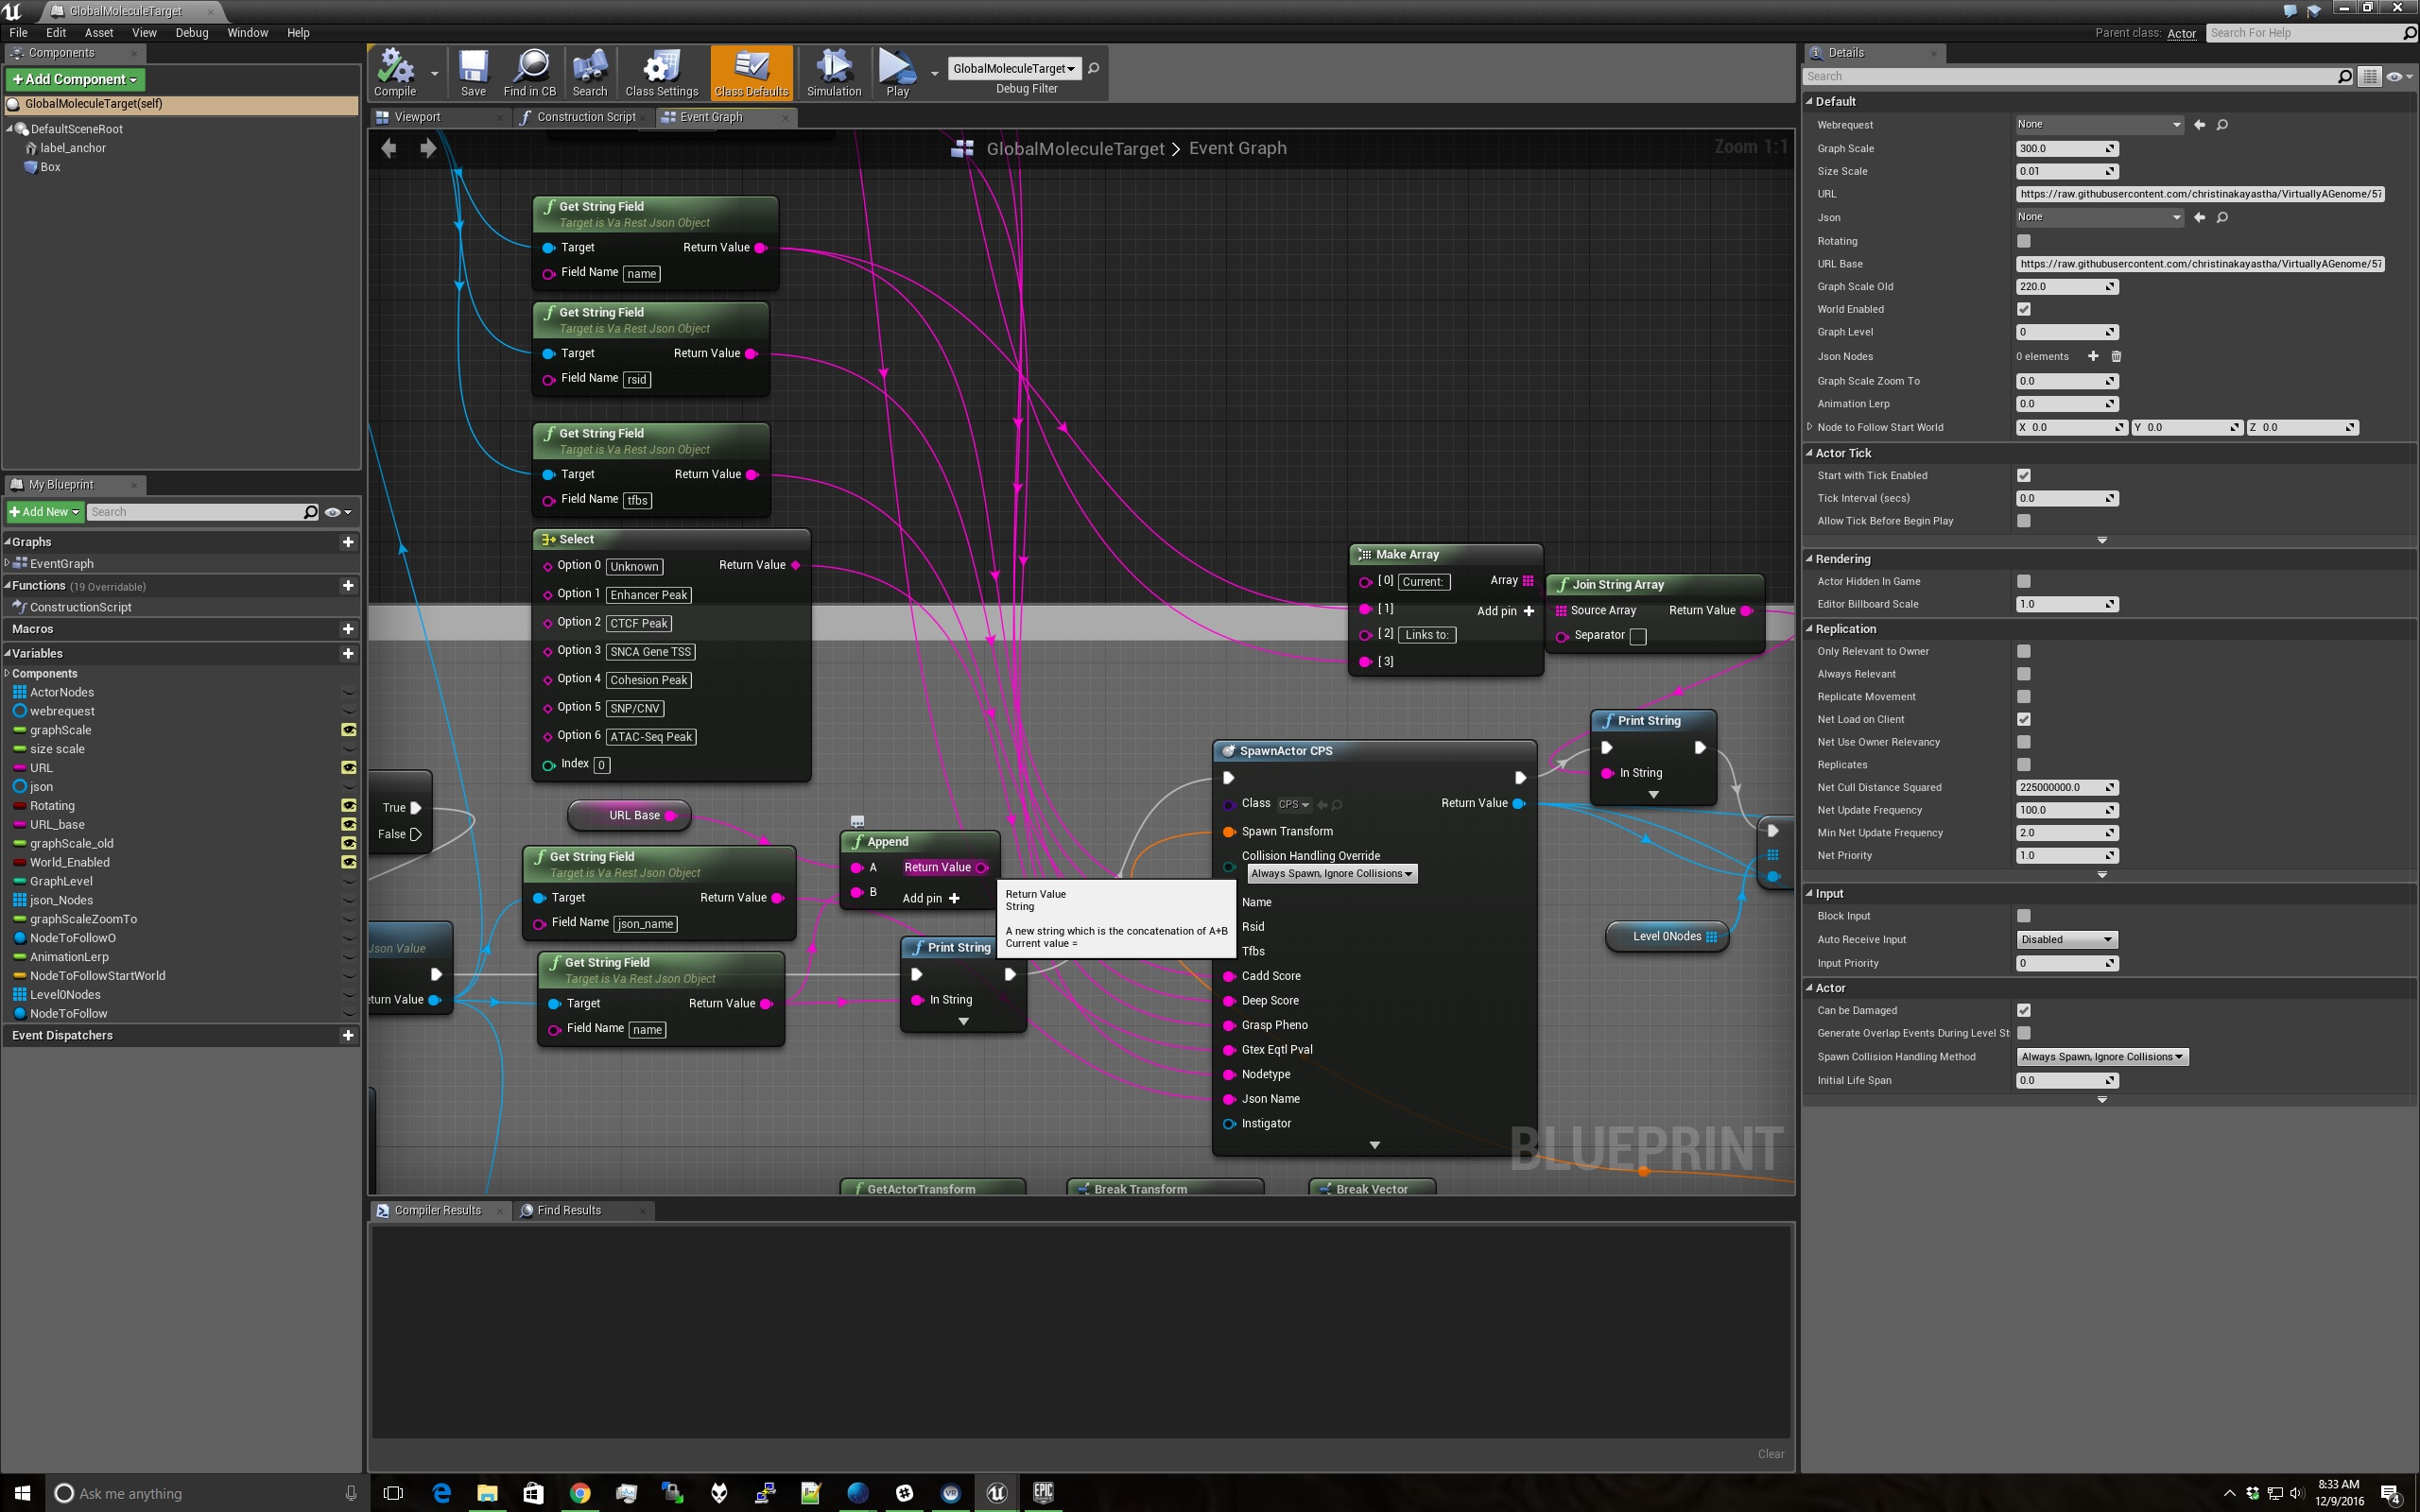 GlobalMoleculeTarget
File Edit Asset View Debug Window Help
Parent class: Actor
Search For Help
Components
+Add Component
GlobalMoleculeTarget(self)
DefaultSceneRoot
label_anchor
Box
My Blueprint
+Add New
Search
Graphs
EventGraph
Functions (19 Overridable)
ConstructionScript
Macros
Variables
Components
ActorNodes
webrequest
graphScale
size scale
URL
json
Rotating
URL_base
graphScale_old
World_Enabled
GraphLevel
json_Nodes
graphScaleZoomTo
NodeToFollowO
AnimationLerp
NodeToFollowStartWorld
Level0Nodes
NodeToFollow
Event Dispatchers
Compile
Save
Find in CB
Search
Class Settings
Class Defaults
Simulation
Play
GlobalMoleculeTarget
Debug Filter
Viewport
Construction Script
Event Graph
GlobalMoleculeTarget > Event Graph
Zoom 1:1
Get String Field
Target is Va Rest Json Object
Target Return Value
Field Name name
Get String Field
Target is Va Rest Json Object
Target Return Value
Field Name rsid
Get String Field
Target is Va Rest Json Object
Target Return Value
Field Name tfbs
Select
Option 0 Unknown Return Value
Option 1 Enhancer Peak
Option 2 CTCF Peak
Option 3 SNCA Gene TSS
Option 4 Cohesion Peak
Option 5 SNP/CNV
Option 6 ATAC-Seq Peak
Index 0
URL Base
True
False
Get String Field
Target is Va Rest Json Object
Target Return Value
Field Name json_name
Json Value
eturn Value
Get String Field
Target is Va Rest Json Object
Target Return Value
Field Name name
Append
A Return Value
B Add pin +
Return Value
String
A new string which is the concatenation of A+B
Current value =
Print String
In String
Make Array
[0] Current: Array
[1] Add pin +
[2] Links to:
[3]
Join String Array
Source Array Return Value
Separator
Print String
In String
SpawnActor CPS
Class CPS Return Value
Spawn Transform
Collision Handling Override
Always Spawn, Ignore Collisions
Name
Rsid
Tfbs
Cadd Score
Deep Score
Grasp Pheno
Gtex Eqtl Pval
Nodetype
Json Name
Instigator
Level 0Nodes
BLUEPRINT
GetActorTransform
Break Transform
Break Vector
Compiler Results
Find Results
Clear
Details
Search
Default
Webrequest None
Graph Scale 300.0
Size Scale 0.01
URL https://raw.githubusercontent.com/christinakayastha/VirtuallyAGenome/57
Json None
Rotating
URL Base https://raw.githubusercontent.com/christinakayastha/VirtuallyAGenome/57
Graph Scale Old 220.0
World Enabled
Graph Level 0
Json Nodes 0 elements
Graph Scale Zoom To 0.0
Animation Lerp 0.0
Node to Follow Start World X 0.0 Y 0.0 Z 0.0
Actor Tick
Start with Tick Enabled
Tick Interval (secs) 0.0
Allow Tick Before Begin Play
Rendering
Actor Hidden In Game
Editor Billboard Scale 1.0
Replication
Only Relevant to Owner
Always Relevant
Replicate Movement
Net Load on Client
Net Use Owner Relevancy
Replicates
Net Cull Distance Squared 225000000.0
Net Update Frequency 100.0
Min Net Update Frequency 2.0
Net Priority 1.0
Input
Block Input
Auto Receive Input Disabled
Input Priority 0
Actor
Can be Damaged
Generate Overlap Events During Level St
Spawn Collision Handling Method Always Spawn, Ignore Collisions
Initial Life Span 0.0
Ask me anything
EPIC
8:33 AM
12/9/2016
4